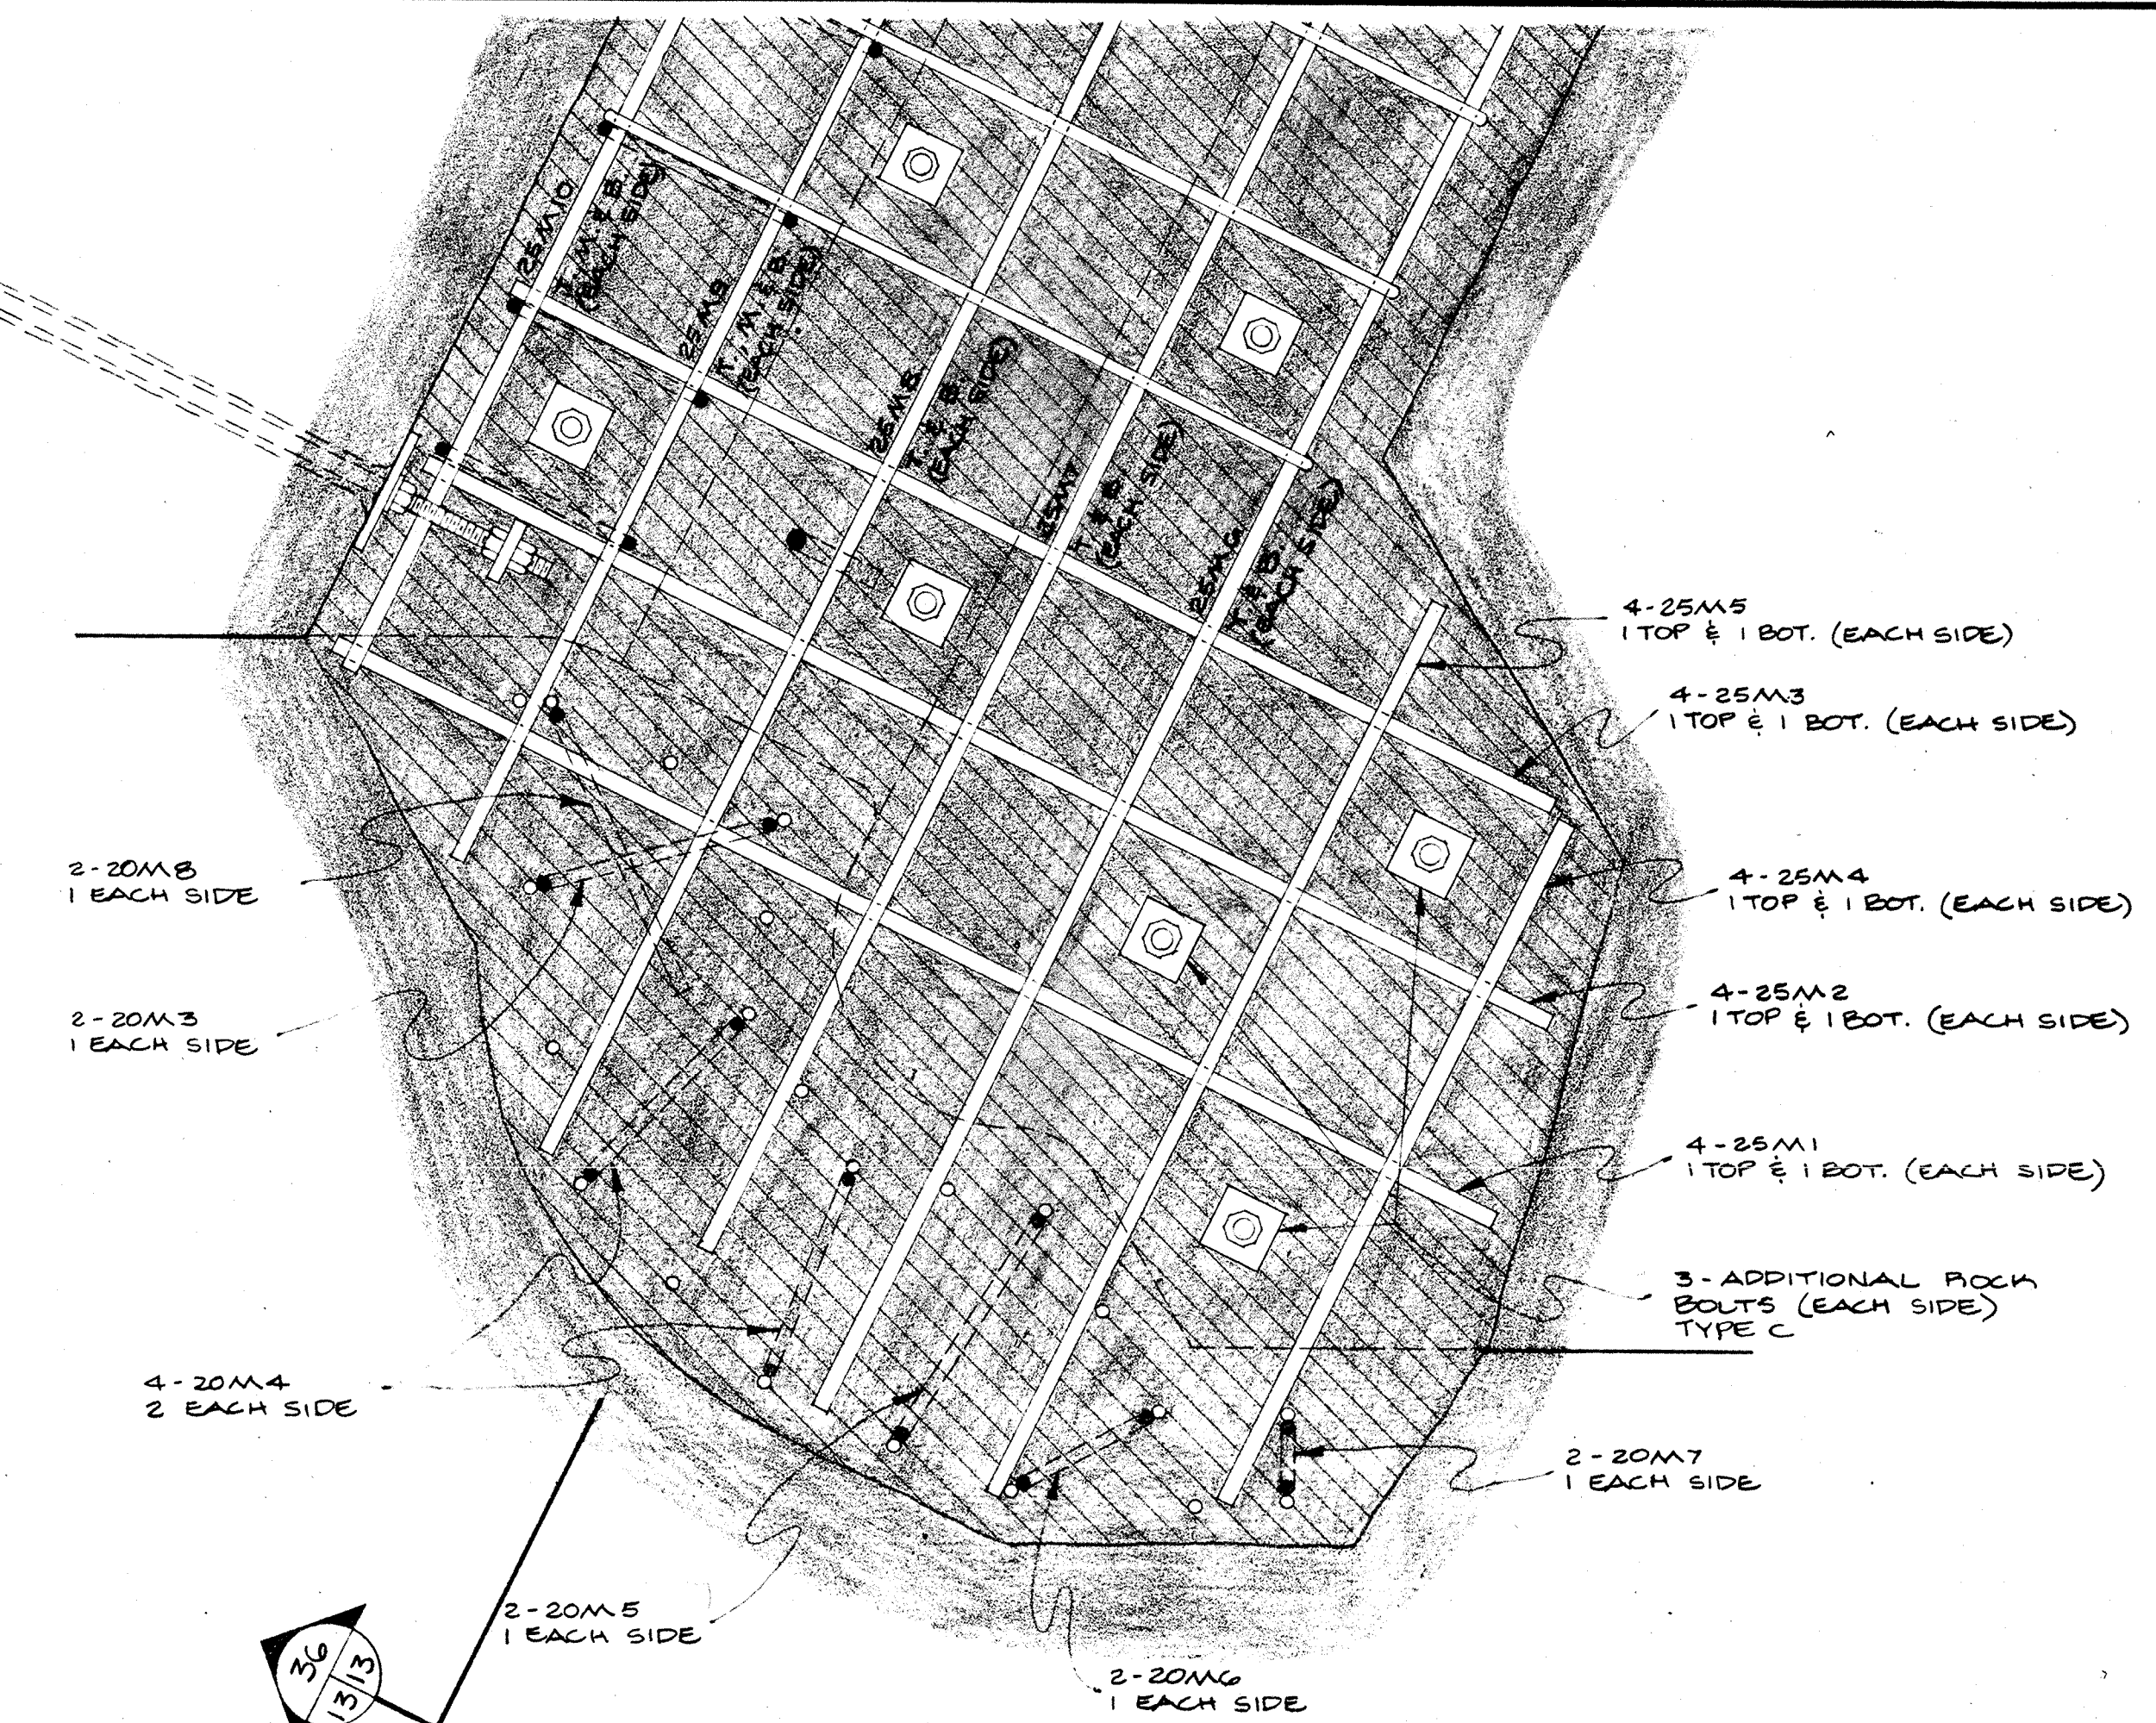 25M10
T., M. & B.
(EACH SIDE)
25M9
T., M. & B.
(EACH SIDE)
25M8
T. & B.
(EACH SIDE)
25M7
T. & B.
(EACH SIDE)
25M6
T. & B.
(EACH SIDE)
4-25M5
1 TOP & 1 BOT. (EACH SIDE)
4-25M3
1 TOP & 1 BOT. (EACH SIDE)
4-25M4
1 TOP & 1 BOT. (EACH SIDE)
4-25M2
1 TOP & 1 BOT. (EACH SIDE)
4-25M1
1 TOP & 1 BOT. (EACH SIDE)
3-ADDITIONAL ROCK
BOLTS (EACH SIDE)
TYPE C
2-20M7
1 EACH SIDE
2-20M8
1 EACH SIDE
2-20M3
1 EACH SIDE
4-20M4
2 EACH SIDE
2-20M5
1 EACH SIDE
2-20M6
1 EACH SIDE
36
13
13